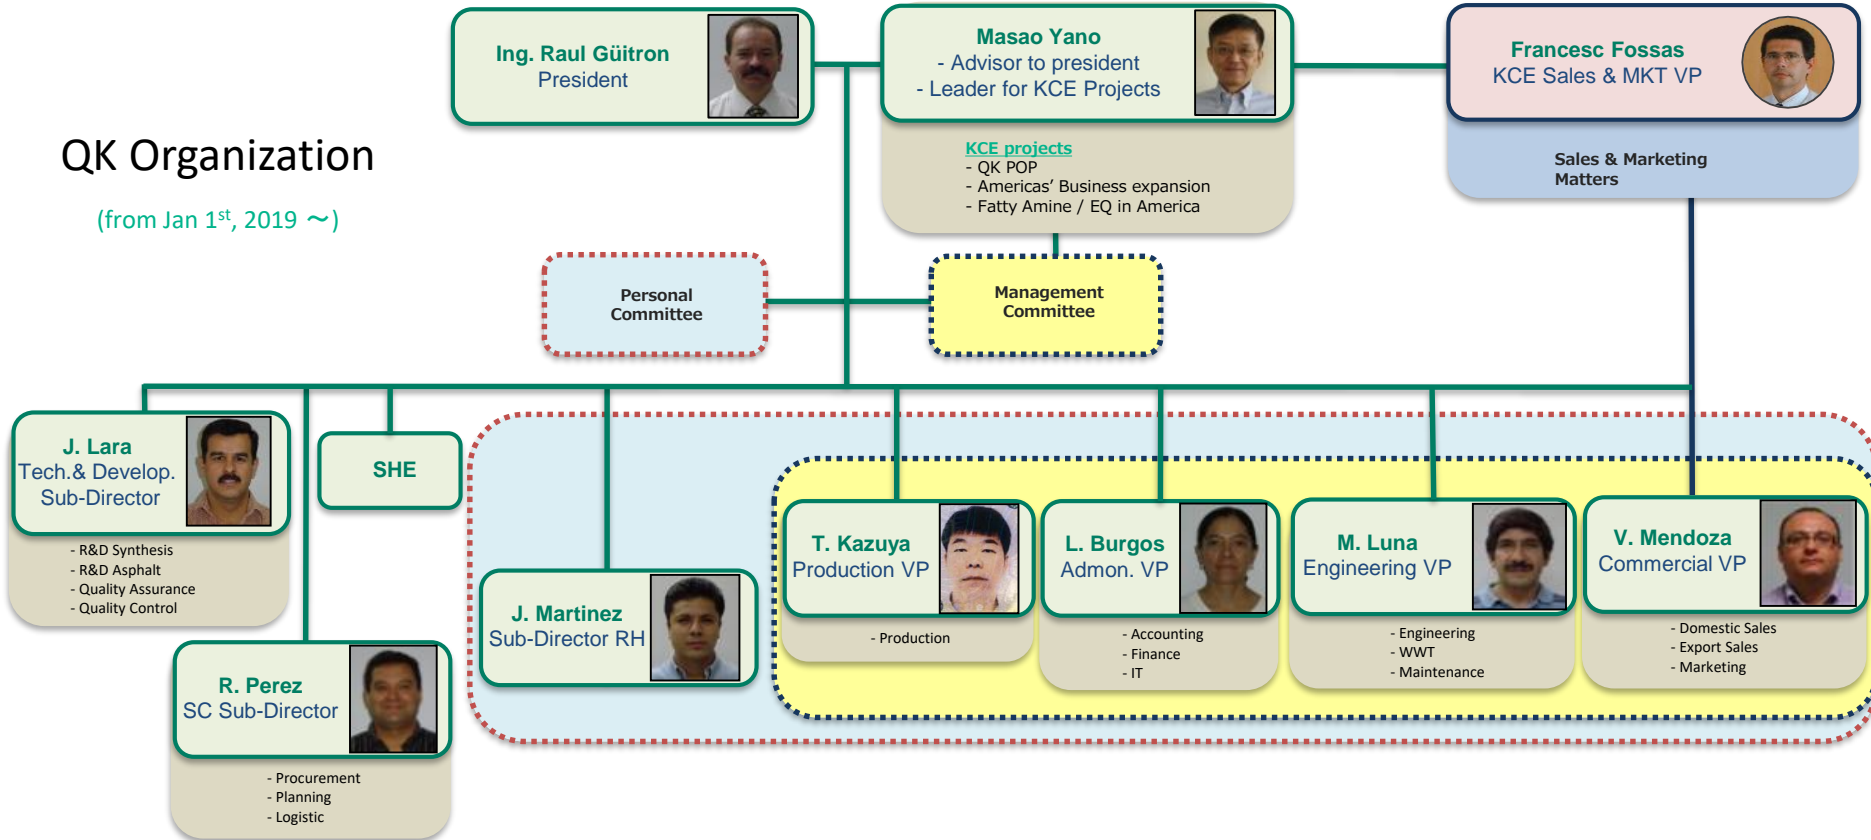 Ing. Raul Güitron
President
Masao Yano
- Advisor to president
- Leader for KCE Projects
Francesc Fossas
KCE Sales & MKT VP
QK Organization
(from Jan 1st, 2019 ～)
KCE projects
- QK POP
- Americas’ Business expansion
- Fatty Amine / EQ in America
Sales & Marketing
Matters
Personal
Committee
Management
Committee
J. Lara
Tech.& Develop.
Sub-Director
- R&D Synthesis
- R&D Asphalt
- Quality Assurance
- Quality Control
SHE
R. Perez
SC Sub-Director
- Procurement
- Planning
- Logistic
J. Martinez
Sub-Director RH
T. Kazuya
Production VP
- Production
L. Burgos
Admon. VP
- Accounting
- Finance
- IT
M. Luna
Engineering VP
- Engineering
- WWT
- Maintenance
V. Mendoza
Commercial VP
- Domestic Sales
- Export Sales
- Marketing